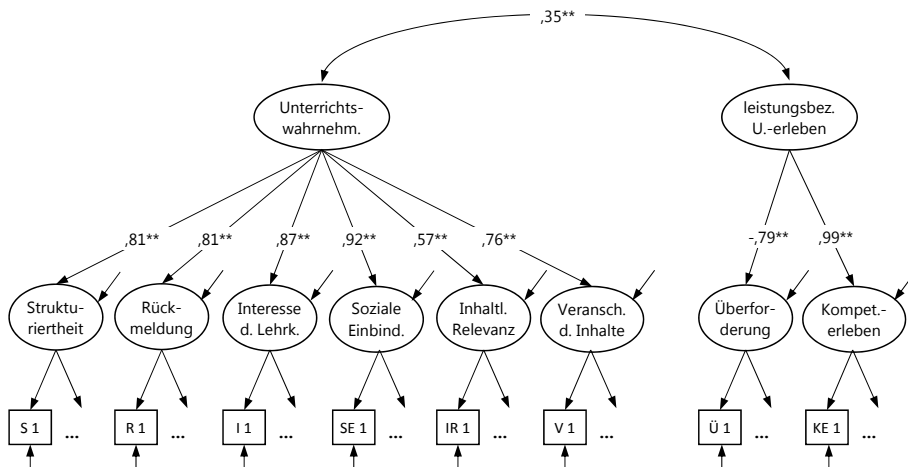 ,35**
Unterrichts-
wahrnehm.
leistungsbez.
U.-erleben
,81**
,81**
,87**
,92**
,57**
,76**
-,79**
,99**
Struktu-
riertheit
Rück-
meldung
Interesse
d. Lehrk.
Soziale
Einbind.
Inhaltl.
Relevanz
Veransch.
d. Inhalte
Überfor-
derung
Kompet.-
erleben
S 1
...
R 1
...
I 1
...
SE 1
...
IR 1
...
V 1
...
Ü 1
...
KE 1
...